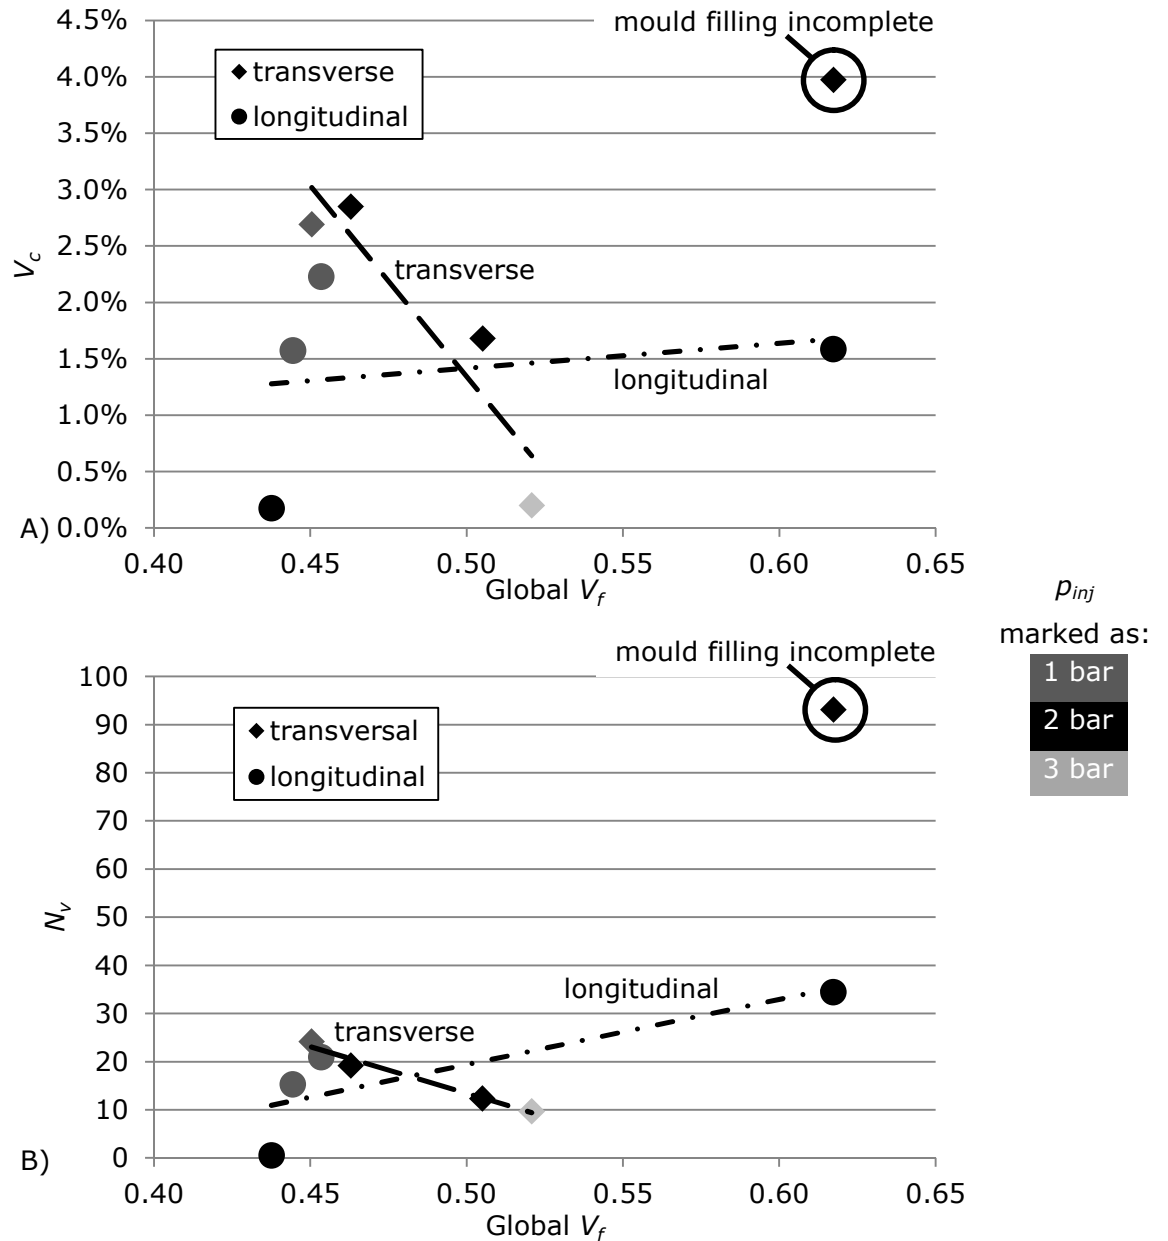 4.5%
mould filling incomplete
4.0%
transverse
3.5%
longitudinal
3.0%
2.5%
transverse
V_c
2.0%
1.5%
longitudinal
1.0%
0.5%
A)
0.0%
0.40 0.45 0.50 0.55 0.60 0.65
Global V_f
p_inj
marked as:
1 bar
2 bar
3 bar
mould filling incomplete
100
90
transversal
80
longitudinal
70
60
50
N_v
40
longitudinal
30
transverse
20
10
B)
0
0.40 0.45 0.50 0.55 0.60 0.65
Global V_f